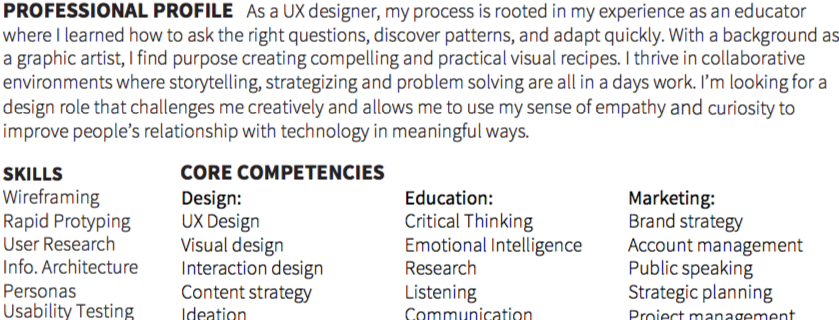 PROFESSIONAL PROFILE As a UX designer, my process is rooted in my experience as an educator
where I learned how to ask the right questions, discover patterns, and adapt quickly. With a background as
a graphic artist, I find purpose creating compelling and practical visual recipes. I thrive in collaborative
environments where storytelling, strategizing and problem solving are all in a days work. I'm looking for a
design role that challenges me creatively and allows me to use my sense of empathy and curiosity to
improve people's relationship with technology in meaningful ways.
SKILLS
Wireframing
Rapid Protyping
User Research
Info. Architecture
Personas
Usability Testing
CORE COMPETENCIES
Design:
UX Design
Visual design
Interaction design
Content strategy
Ideation
Education:
Critical Thinking
Emotional Intelligence
Research
Listening
Communication
Marketing:
Brand strategy
Account management
Public speaking
Strategic planning
Project management